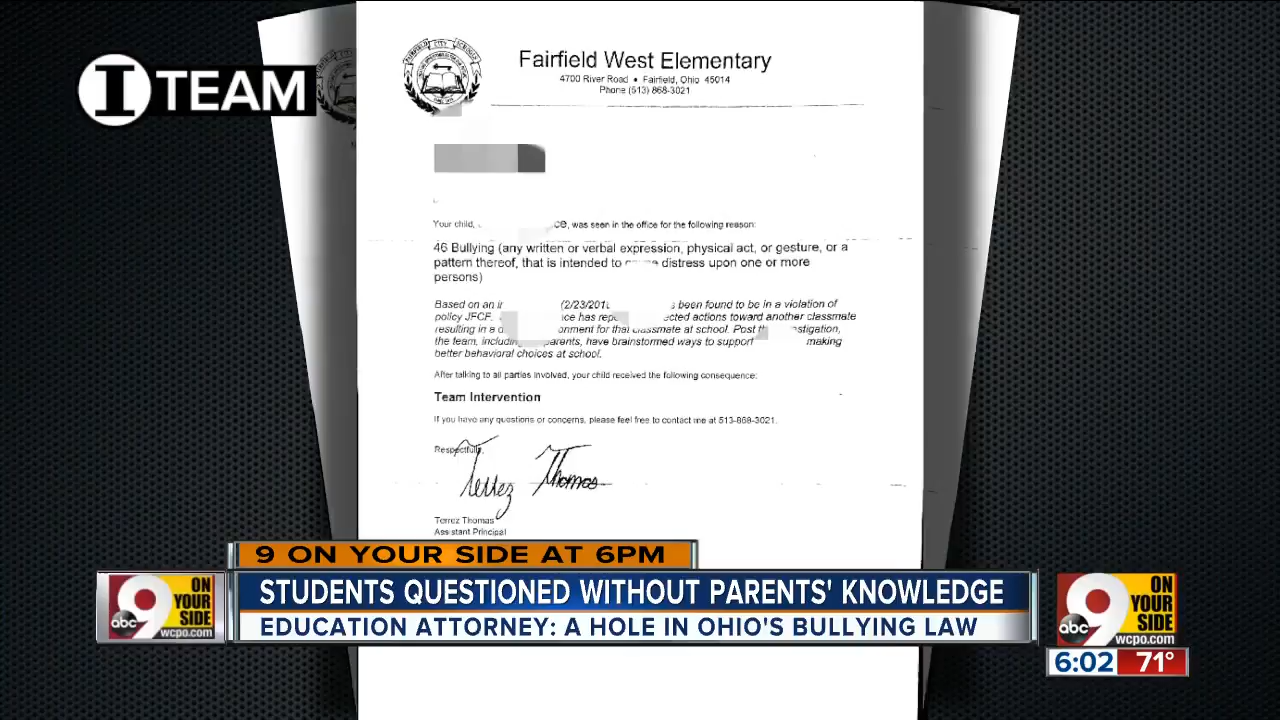 I TEAM
Fairfield West Elementary
4700 River Road • Fairfield, Ohio 45014
Phone (513) 868-3021
Your child, was seen in the office for the following reason:
46 Bullying (any written or verbal expression, physical act, or gesture, or a
pattern thereof, that is intended to distress upon one or more
persons)
Based on an (2/23/201 been found to be in a violation of
policy JFCF. has actions toward another classmate
resulting in a for that classmate at school. Post
the team, including parents, have brainstormed ways to support making
better behavioral choices at school.
After talking to all parties involved, your child received the following consequence:
Team Intervention
If you have any questions or concerns, please feel free to contact me at 513-868-3021.
Respectfully,
Terrez Thomas
Terrez Thomas
Assistant Principal
9 ON YOUR SIDE AT 6PM
STUDENTS QUESTIONED WITHOUT PARENTS' KNOWLEDGE
EDUCATION ATTORNEY: A HOLE IN OHIO'S BULLYING LAW
abc 9 ON YOUR SIDE wcpo.com
abc 9 ON YOUR SIDE wcpo.com
6:02 71°